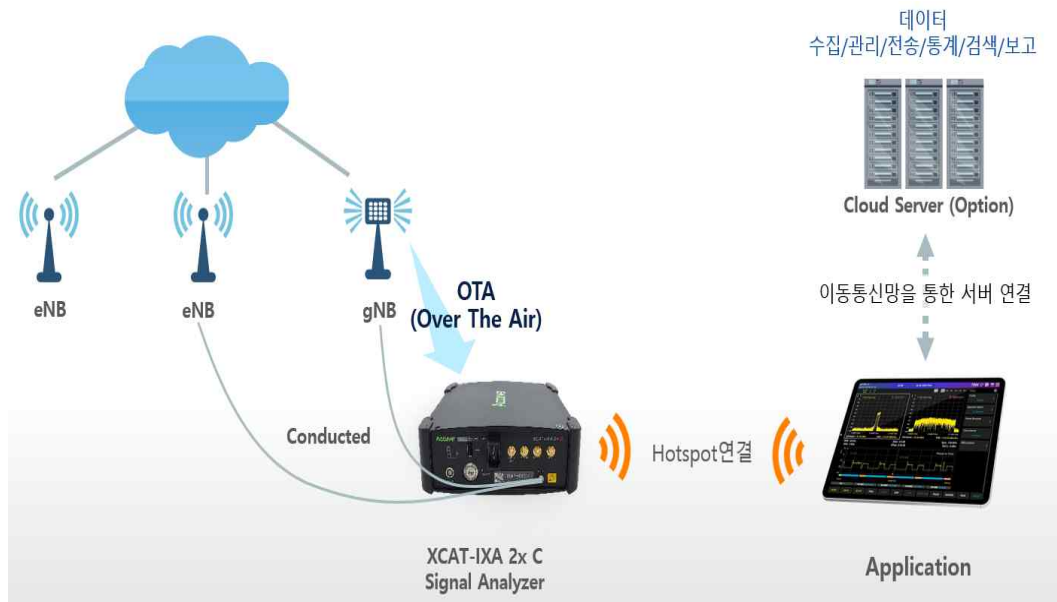 데이터
수집/관리/전송/통계/검색/보고
Cloud Server (Option)
eNB
eNB
gNB
OTA
(Over The Air)
이동통신망을 통한 서버 연결
Conducted
Hotspot연결
XCAT-IXA 2x C
Signal Analyzer
Application